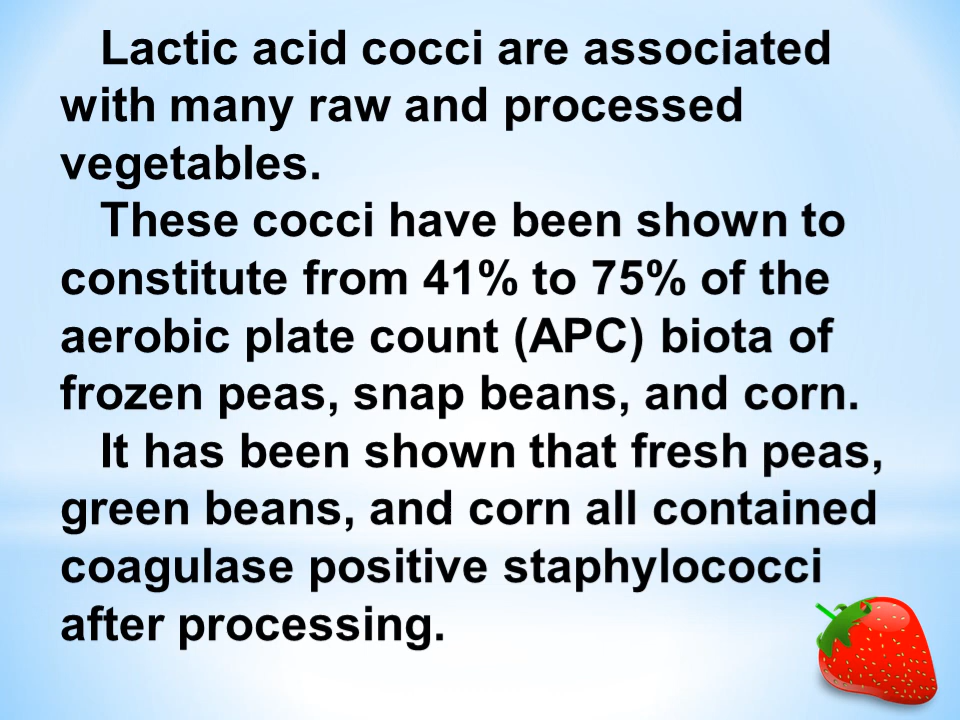 Lactic acid cocci are associated
with many raw and processed
vegetables.
These cocci have been shown to
constitute from 41% to 75% of the
aerobic plate count (APC) biota of
frozen peas, snap beans, and corn.
It has been shown that fresh peas,
green beans, and corn all contained
coagulase positive staphylococci
after processing.